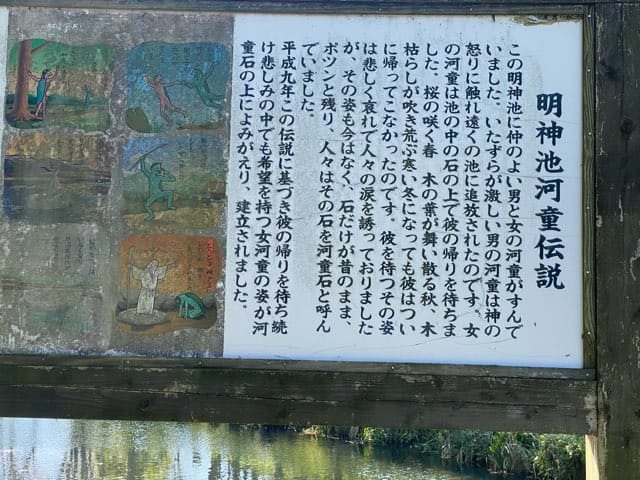 明神池河童伝説
この明神池に仲のよい男と女の河童がすんで
いました。いたずらが激しい男の河童は神の
怒りに触れ遠くの池に追放されたのです。女
の河童は池の中の石の上で彼の帰りを待ちま
した。桜の咲く春　木の葉が舞い散る秋、木
枯らしが吹き荒ぶ寒い冬になっても彼はつい
に帰ってこなかったのです。彼を待つその姿
は悲しく哀れで人々の涙を誘っておりました
が、その姿も今はなく、石だけが昔のまま、
ポツンと残り、人々はその石を河童石と呼ん
でいました。
平成九年この伝説に基づき彼の帰りを待ち続
け悲しみの中でも希望を持つ女河童の姿が河
童石の上によみがえり、建立されました。